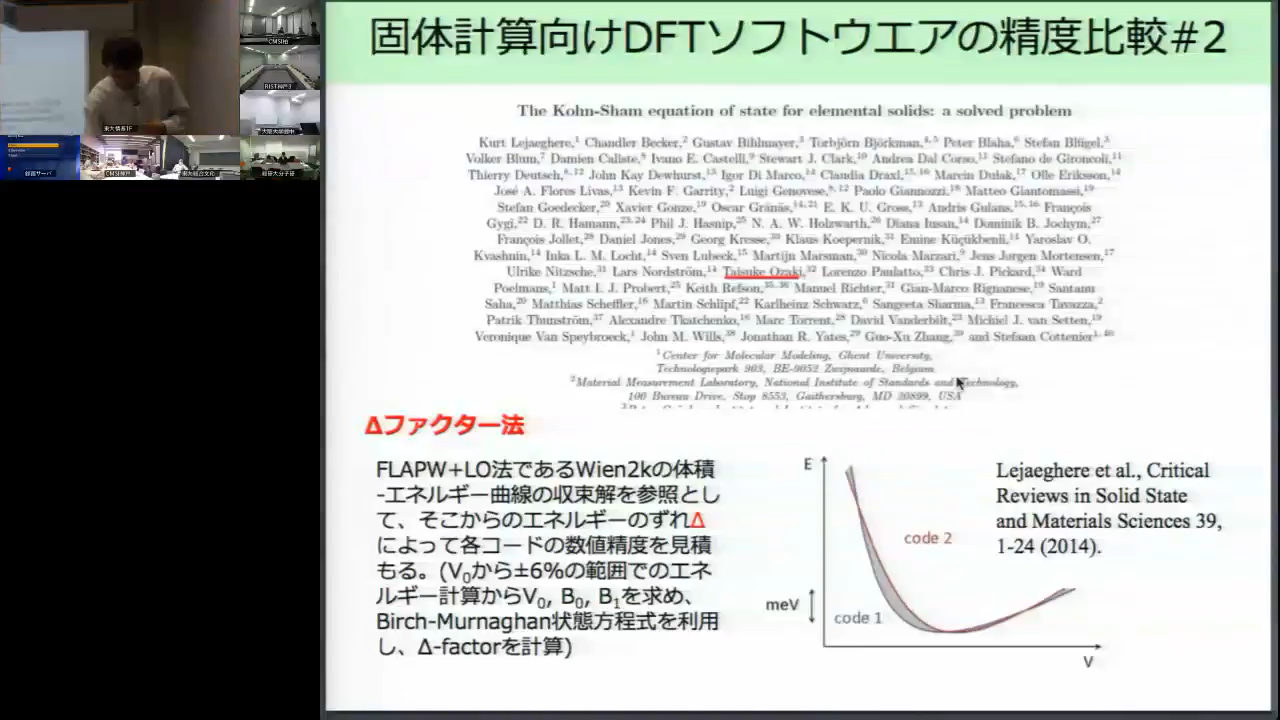 固体計算向けDFTソフトウエアの精度比較#2
The Kohn-Sham equation of state for elemental solids: a solved problem
Kurt Lejaeghere,1 Chandler Becker,2 Gustav Bihlmayer,3 Torbjörn Björkman,4,5 Peter Blaha,6 Stefan Blügel,3
Volker Blum,7 Damien Caliste,8 Ivano E. Castelli,9 Stewart J. Clark,10 Andrea Dal Corso,11 Stefano de Gironcoli,11
Thierry Deutsch,8,12 John Kay Dewhurst,13 Igor Di Marco,14 Claudia Draxl,15,16 Marcin Dułak,17 Olle Eriksson,14
José A. Flores Livas,13 Kevin F. Garrity,2 Luigi Genovese,8,12 Paolo Giannozzi,18 Matteo Giantomassi,19
Stefan Goedecker,20 Xavier Gonze,19 Oscar Grånäs,14,21 E. K. U. Gross,13 Andris Gulans,15,16 François
Gygi,22 D. R. Hamann,23,24 Phil J. Hasnip,25 N. A. W. Holzwarth,26 Diana Iuşan,14 Dominik B. Jochym,27
François Jollet,28 Daniel Jones,29 Georg Kresse,30 Klaus Koepernik,31 Emine Küçükbenli,11 Yaroslav O.
Kvashnin,14 Inka L. M. Locht,14 Sven Lubeck,15 Martijn Marsman,30 Nicola Marzari,9 Jens Jørgen Mortensen,17
Ulrike Nitzsche,31 Lars Nordström,14 Taisuke Ozaki,32 Lorenzo Paulatto,33 Chris J. Pickard,34 Ward
Poelmans,1 Matt I. J. Probert,25 Keith Refson,35,36 Manuel Richter,31 Gian-Marco Rignanese,19 Santanu
Saha,20 Matthias Scheffler,16 Martin Schlipf,22 Karlheinz Schwarz,6 Sangeeta Sharma,13 Francesca Tavazza,2
Patrik Thunström,37 Alexandre Tkatchenko,16 Marc Torrent,28 David Vanderbilt,23 Michiel J. van Setten,19
Veronique Van Speybroeck,1 John M. Wills,38 Jonathan R. Yates,29 Guo-Xu Zhang,39 and Stefaan Cottenier1,40
1Center for Molecular Modeling, Ghent University,
Technologiepark 903, BE-9052 Zwijnaarde, Belgium
2Material Measurement Laboratory, National Institute of Standards and Technology,
100 Bureau Drive, Stop 8553, Gaithersburg, MD 20899, USA
Δファクター法
FLAPW+LO法であるWien2kの体積
-エネルギー曲線の収束解を参照とし
て、そこからのエネルギーのずれΔ
によって各コードの数値精度を見積
もる。(V0から±6%の範囲でのエネ
ルギー計算からV0, B0, B1を求め、
Birch-Murnaghan状態方程式を利用
し、Δ-factorを計算)
E
code 2
meV
code 1
V
Lejaeghere et al., Critical
Reviews in Solid State
and Materials Sciences 39,
1-24 (2014).